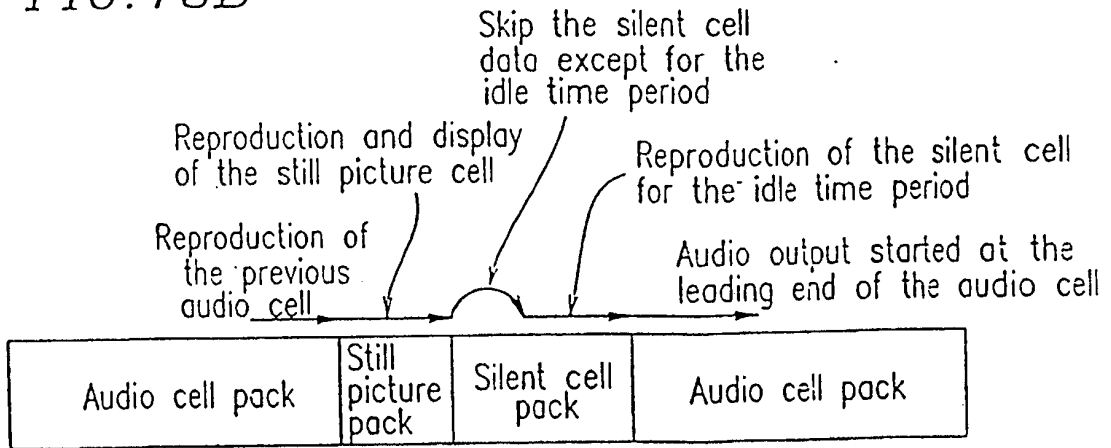 Skip the silent cell
data except for the
idle time period
Reproduction and display
of the still picture cell
Reproduction of the silent cell
for the idle time period
Reproduction of
the previous
audio cell
Audio output started at the
leading end of the audio cell
Audio cell pack
Still
picture
pack
Silent cell
pack
Audio cell pack